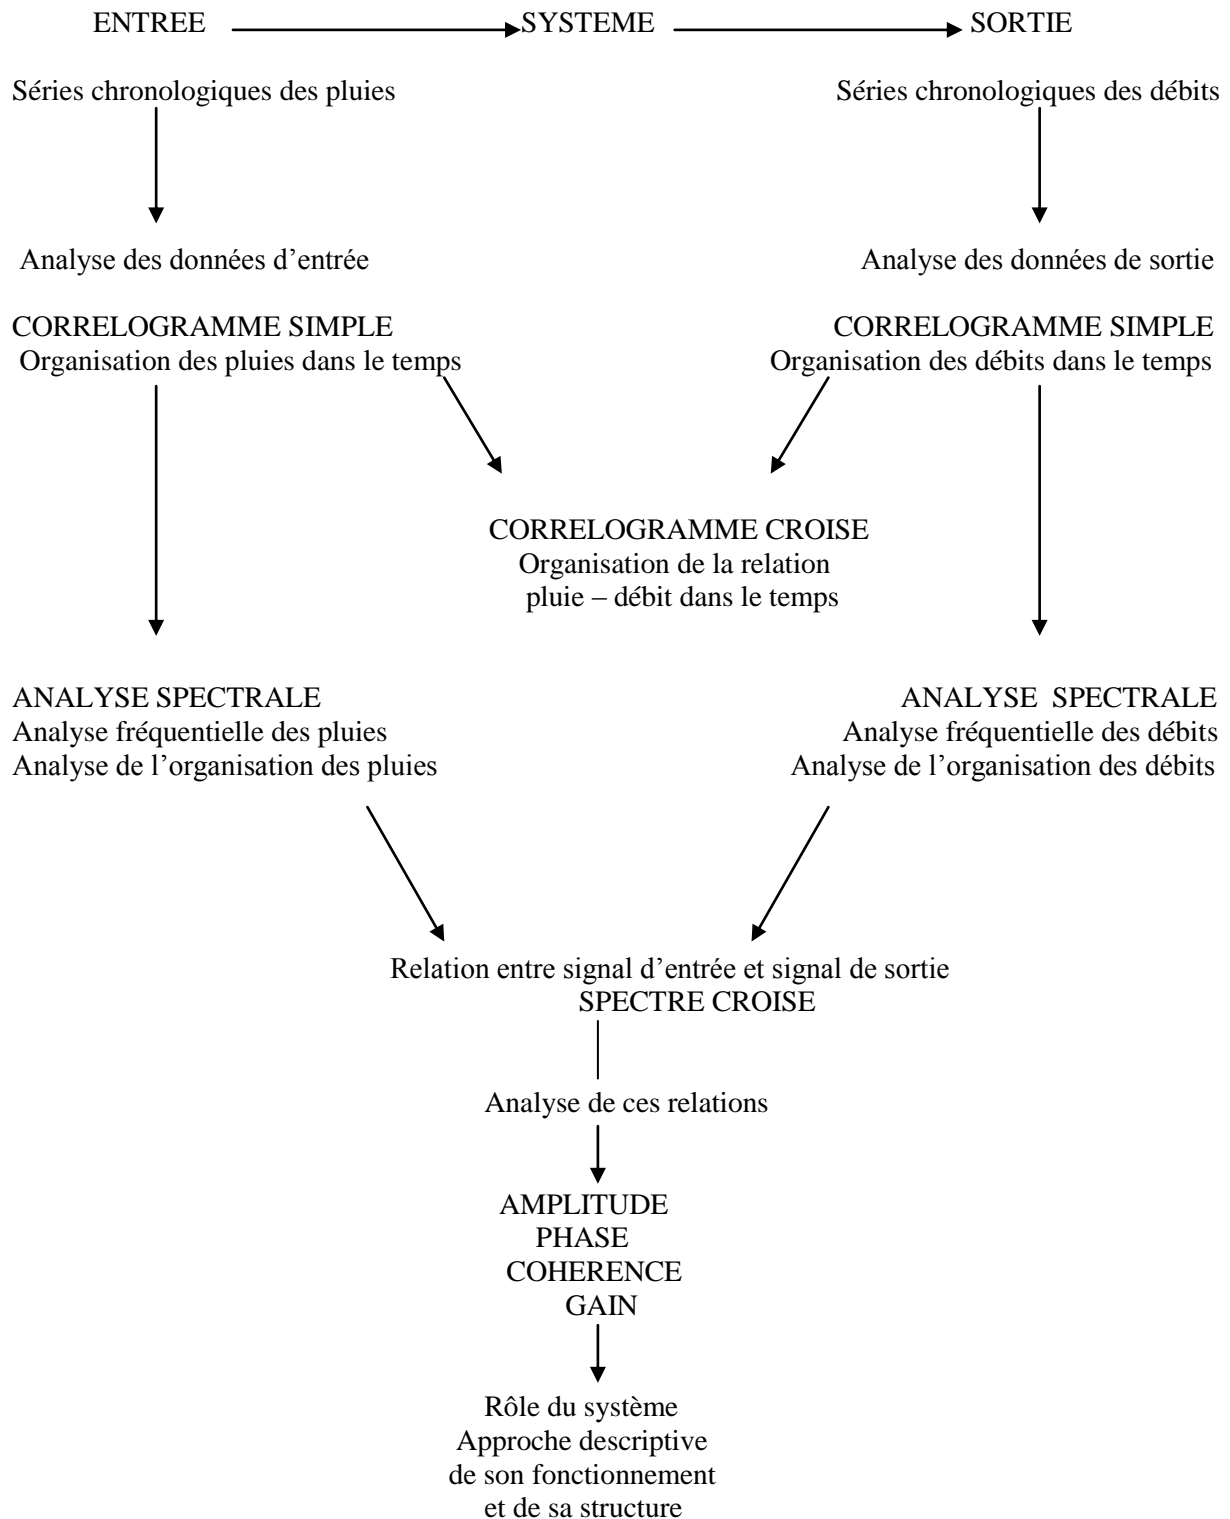 ENTREE SYSTEME SORTIE
Séries chronologiques des pluies Séries chronologiques des débits
Analyse des données d’entrée Analyse des données de sortie
CORRELOGRAMME SIMPLE CORRELOGRAMME SIMPLE
Organisation des pluies dans le temps Organisation des débits dans le temps
CORRELOGRAMME CROISE
Organisation de la relation
pluie – débit dans le temps
ANALYSE SPECTRALE ANALYSE SPECTRALE
Analyse fréquentielle des pluies Analyse fréquentielle des débits
Analyse de l’organisation des pluies Analyse de l’organisation des débits
Relation entre signal d’entrée et signal de sortie
SPECTRE CROISE
Analyse de ces relations
AMPLITUDE
PHASE
COHERENCE
GAIN
Rôle du système
Approche descriptive
de son fonctionnement
et de sa structure